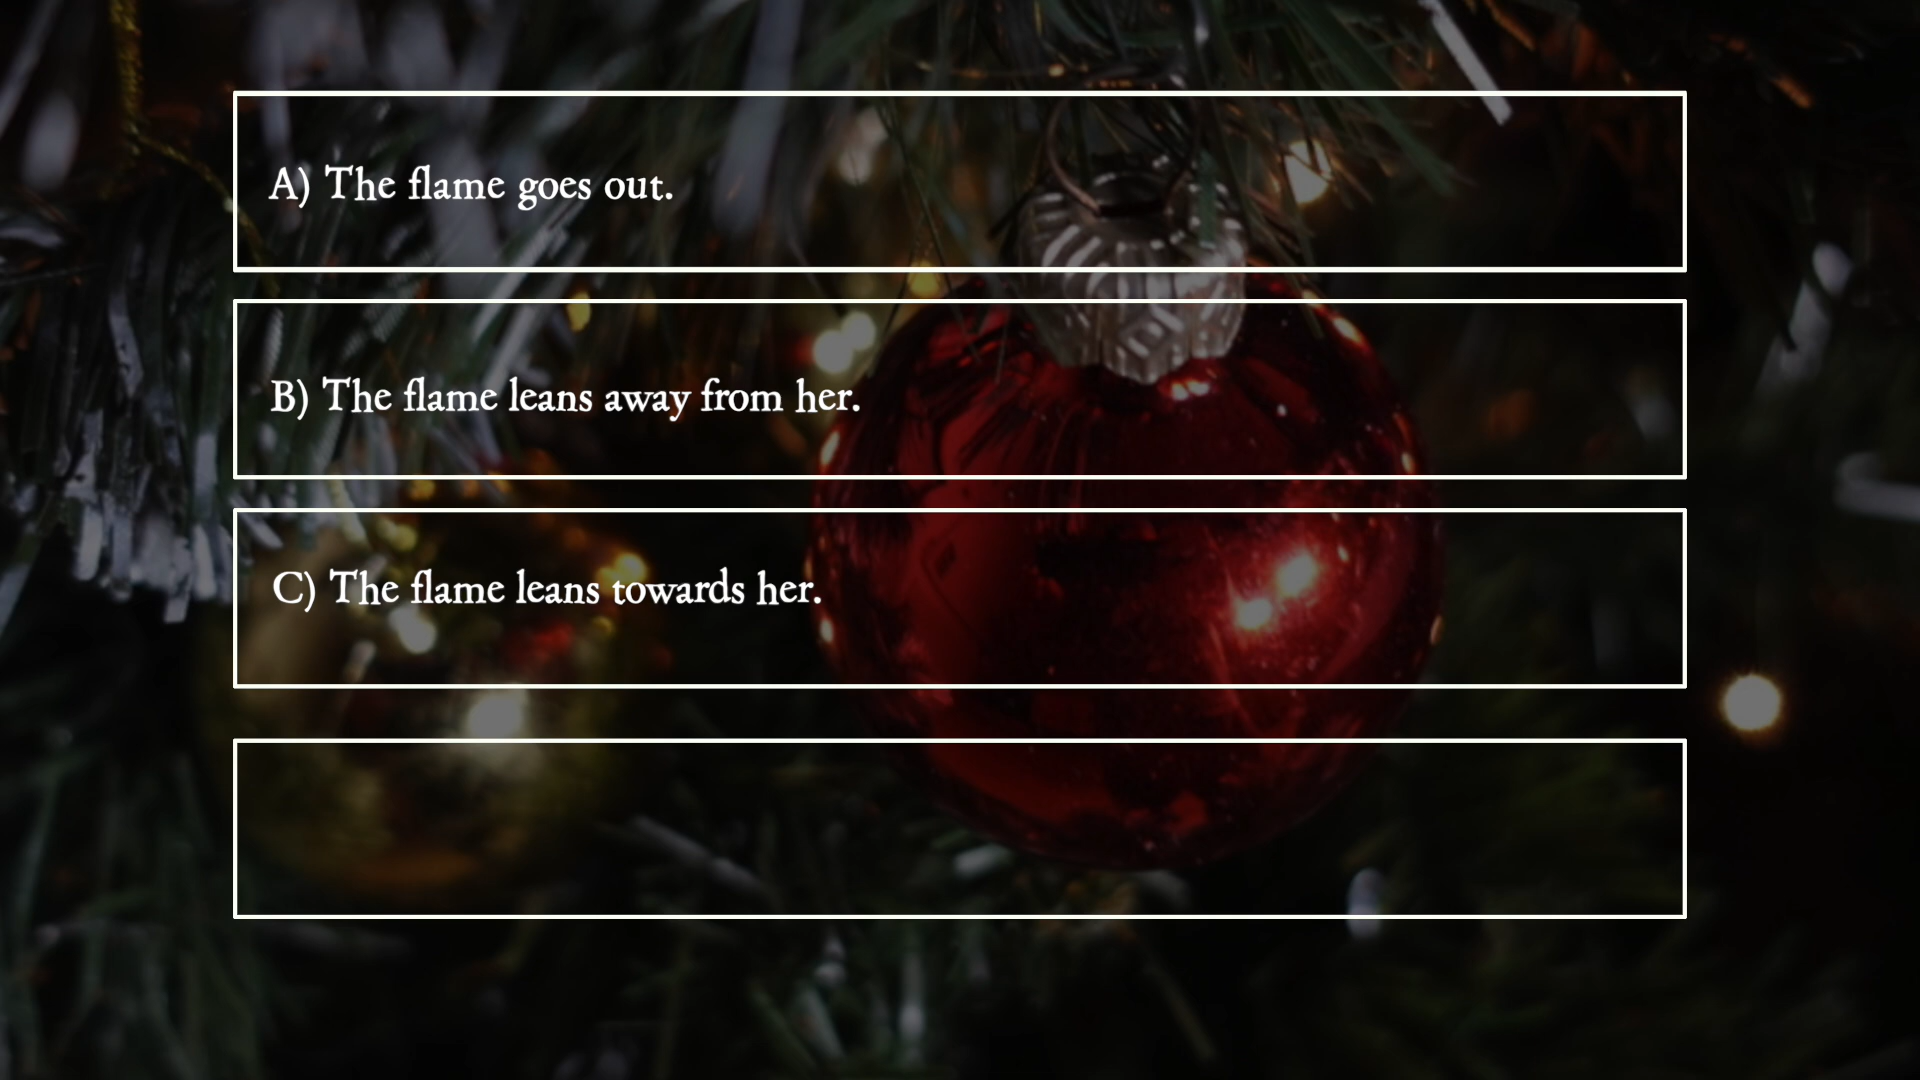 A) The flame goes out.
B) The flame leans away from her.
C) The flame leans towards her.